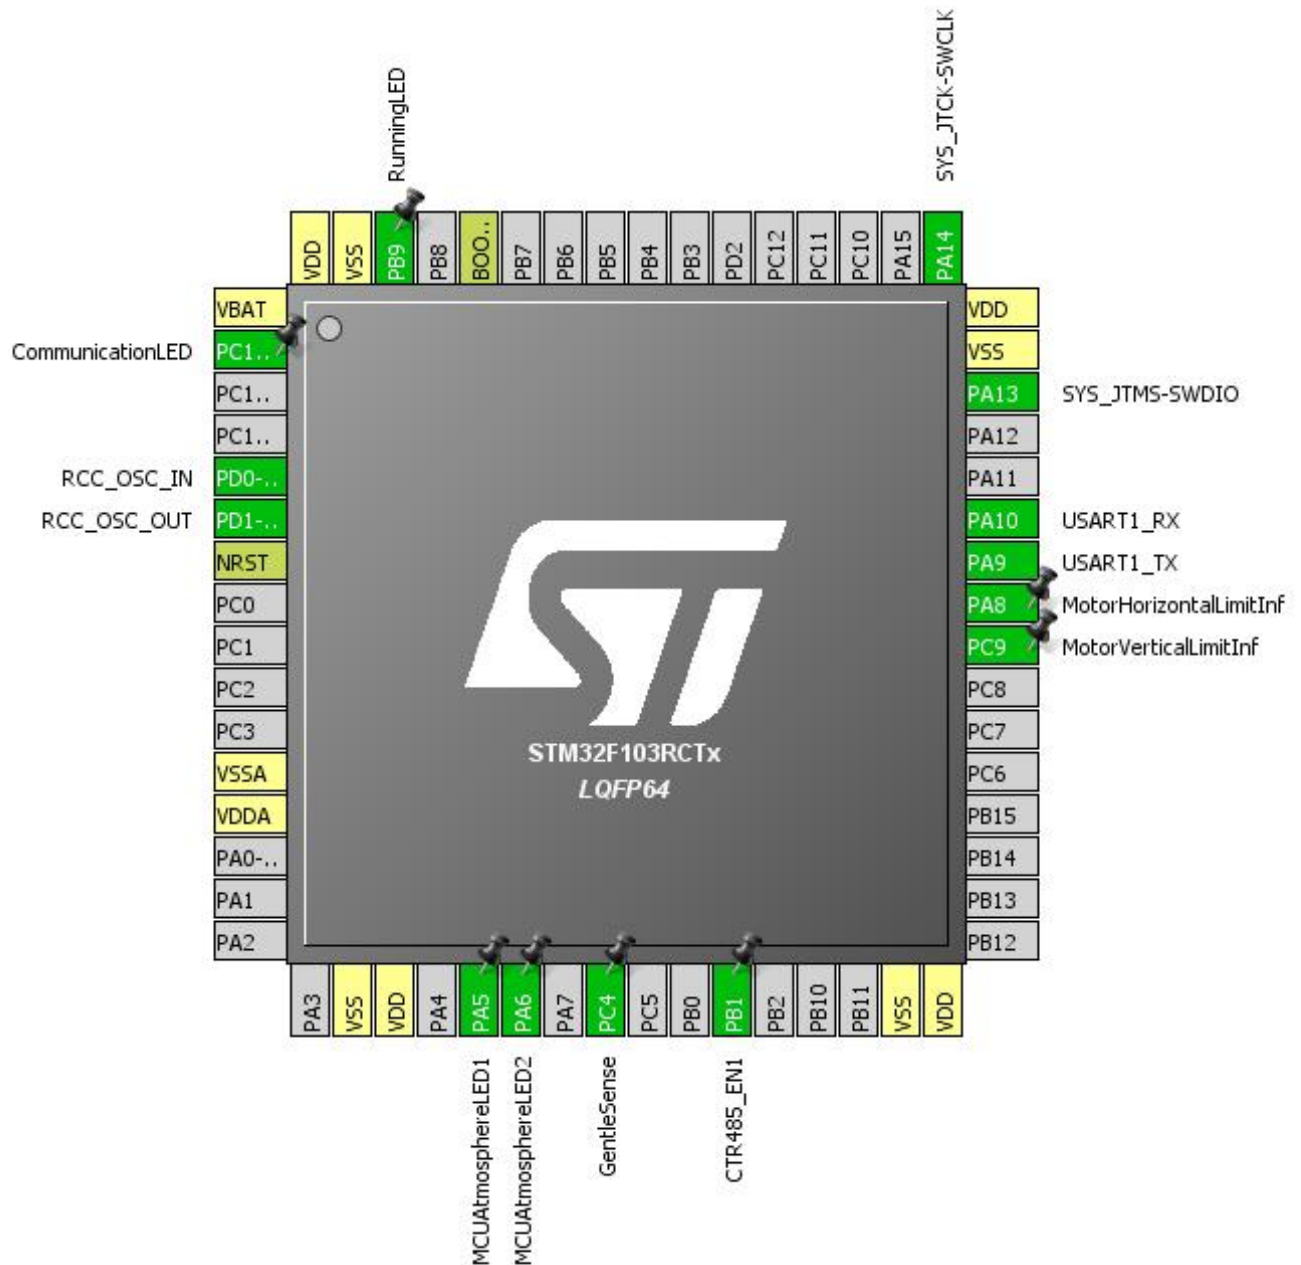 RunningLED
SYS_JTCK-SWCLK
VDD
VSS
PB9
PB8
BOO..
PB7
PB6
PB5
PB4
PB3
PD2
PC12
PC11
PC10
PA15
PA14
VBAT
CommunicationLED PC1..
PC1..
PC1..
RCC_OSC_IN PD0-..
RCC_OSC_OUT PD1-..
NRST
PC0
PC1
PC2
PC3
VSSA
VDDA
PA0-..
PA1
PA2
VDD
VSS
PA13 SYS_JTMS-SWDIO
PA12
PA11
PA10 USART1_RX
PA9 USART1_TX
PA8 MotorHorizontalLimitInf
PC9 MotorVerticalLimitInf
PC8
PC7
PC6
PB15
PB14
PB13
PB12
STM32F103RCTx
LQFP64
PA3
VSS
VDD
PA4
PA5
PA6
PA7
PC4
PC5
PB0
PB1
PB2
PB10
PB11
VSS
VDD
MCUAtmosphereLED1
MCUAtmosphereLED2
GentleSense
CTR485_EN1